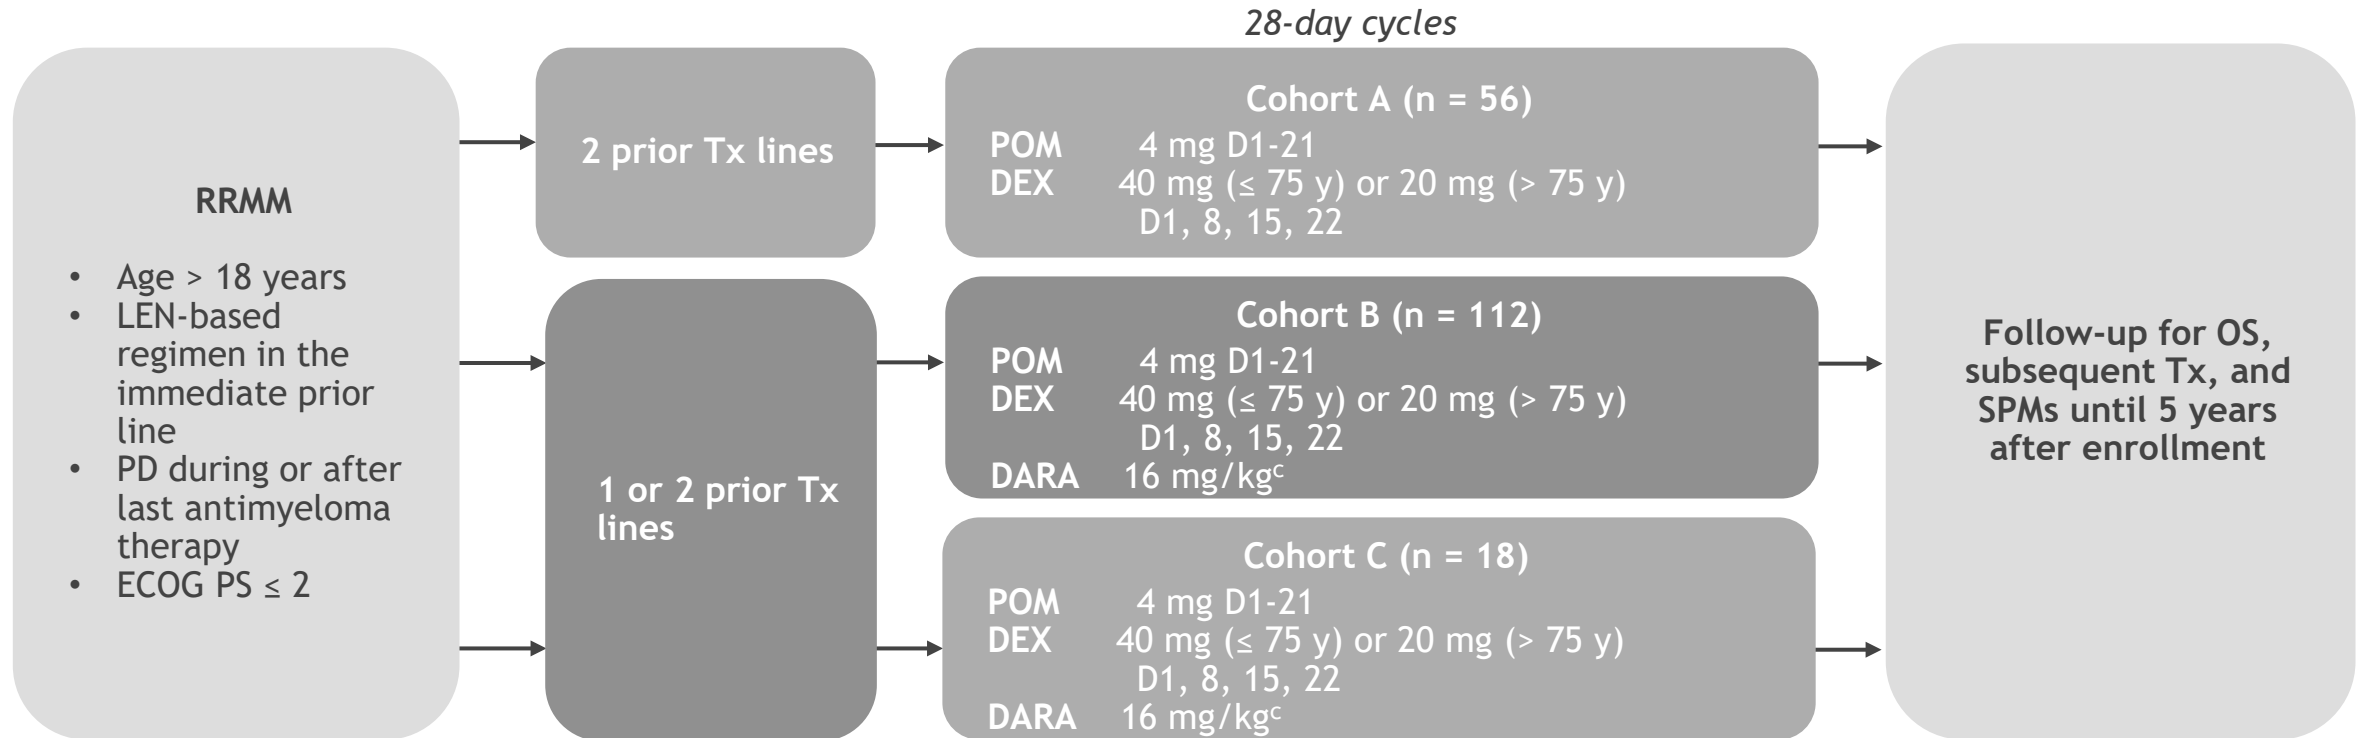 28-day cycles
RRMM
• Age > 18 years
• LEN-based
regimen in the
immediate prior
line
• PD during or after
last antimyeloma
therapy
• ECOG PS ≤ 2
2 prior Tx lines
1 or 2 prior Tx
lines
Cohort A (n = 56)
POM 4 mg D1-21
DEX 40 mg (≤ 75 y) or 20 mg (> 75 y)
D1, 8, 15, 22
Cohort B (n = 112)
POM 4 mg D1-21
DEX 40 mg (≤ 75 y) or 20 mg (> 75 y)
D1, 8, 15, 22
DARA 16 mg/kgᶜ
Cohort C (n = 18)
POM 4 mg D1-21
DEX 40 mg (≤ 75 y) or 20 mg (> 75 y)
D1, 8, 15, 22
DARA 16 mg/kgᶜ
Follow-up for OS,
subsequent Tx, and
SPMs until 5 years
after enrollment